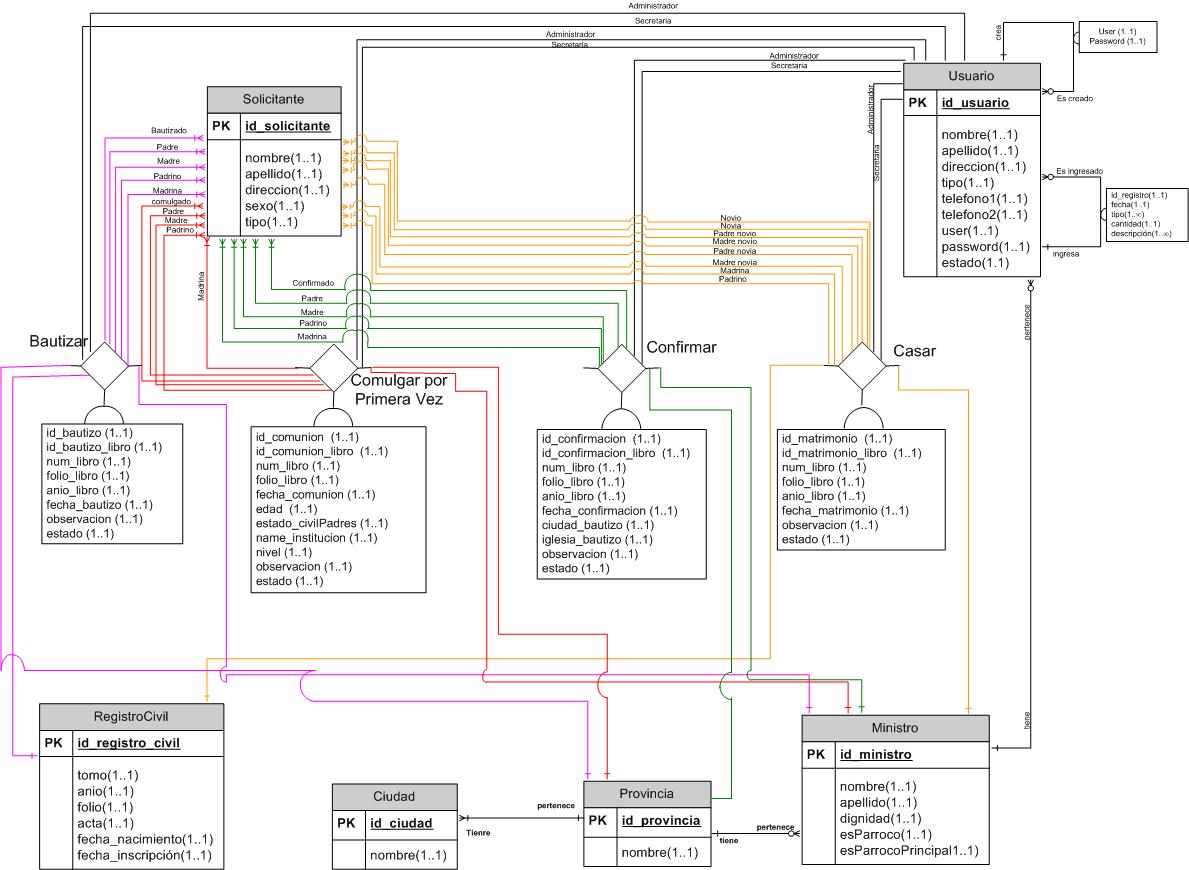 Administrador
Secretaria
Administrador
Secretaria
Administrador
Secretaria
Administrador
Secretaria
crea
User (1..1)
Password (1..1)
Es creado
Usuario
PK id_usuario
nombre(1..1)
apellido(1..1)
direccion(1..1)
tipo(1..1)
telefono1(1..1)
telefono2(1..1)
user(1..1)
password(1..1)
estado(1.1)
Es ingresado
id_registro(1..1)
fecha(1..1)
tipo(1..∞)
cantidad(1..1)
descripción(1..∞)
ingresa
pertenece
tiene
Solicitante
PK id_solicitante
nombre(1..1)
apellido(1..1)
direccion(1..1)
sexo(1..1)
tipo(1..1)
Bautizado
Padre
Madre
Padrino
Madrina
comulgado
Padre
Madre
Padrino
Madrina
Confirmado
Padre
Madre
Padrino
Madrina
Novio
Novia
Padre novio
Madre novio
Padre novia
Madre novia
Madrina
Padrino
Bautizar
id_bautizo (1..1)
id_bautizo_libro (1..1)
num_libro (1..1)
folio_libro (1..1)
anio_libro (1..1)
fecha_bautizo (1..1)
observacion (1..1)
estado (1..1)
Comulgar por
Primera Vez
id_comunion (1..1)
id_comunion_libro (1..1)
num_libro (1..1)
folio_libro (1..1)
fecha_comunion (1..1)
edad (1..1)
estado_civilPadres (1..1)
name_institucion (1..1)
nivel (1..1)
observacion (1..1)
estado (1..1)
Confirmar
id_confirmacion (1..1)
id_confirmacion_libro (1..1)
num_libro (1..1)
folio_libro (1..1)
anio_libro (1..1)
fecha_confirmacion (1..1)
ciudad_bautizo (1..1)
iglesia_bautizo (1..1)
observacion (1..1)
estado (1..1)
Casar
id_matrimonio (1..1)
id_matrimonio_libro (1..1)
num_libro (1..1)
folio_libro (1..1)
anio_libro (1..1)
fecha_matrimonio (1..1)
observacion (1..1)
estado (1..1)
RegistroCivil
PK id_registro_civil
tomo(1..1)
anio(1..1)
folio(1..1)
acta(1..1)
fecha_nacimiento(1..1)
fecha_inscripción(1..1)
Ciudad
PK id_ciudad
nombre(1..1)
pertenece
Tienre
Provincia
PK id_provincia
nombre(1..1)
pertenece
tiene
Ministro
PK id_ministro
nombre(1..1)
apellido(1..1)
dignidad(1..1)
esParroco(1..1)
esParrocoPrincipal1..1)